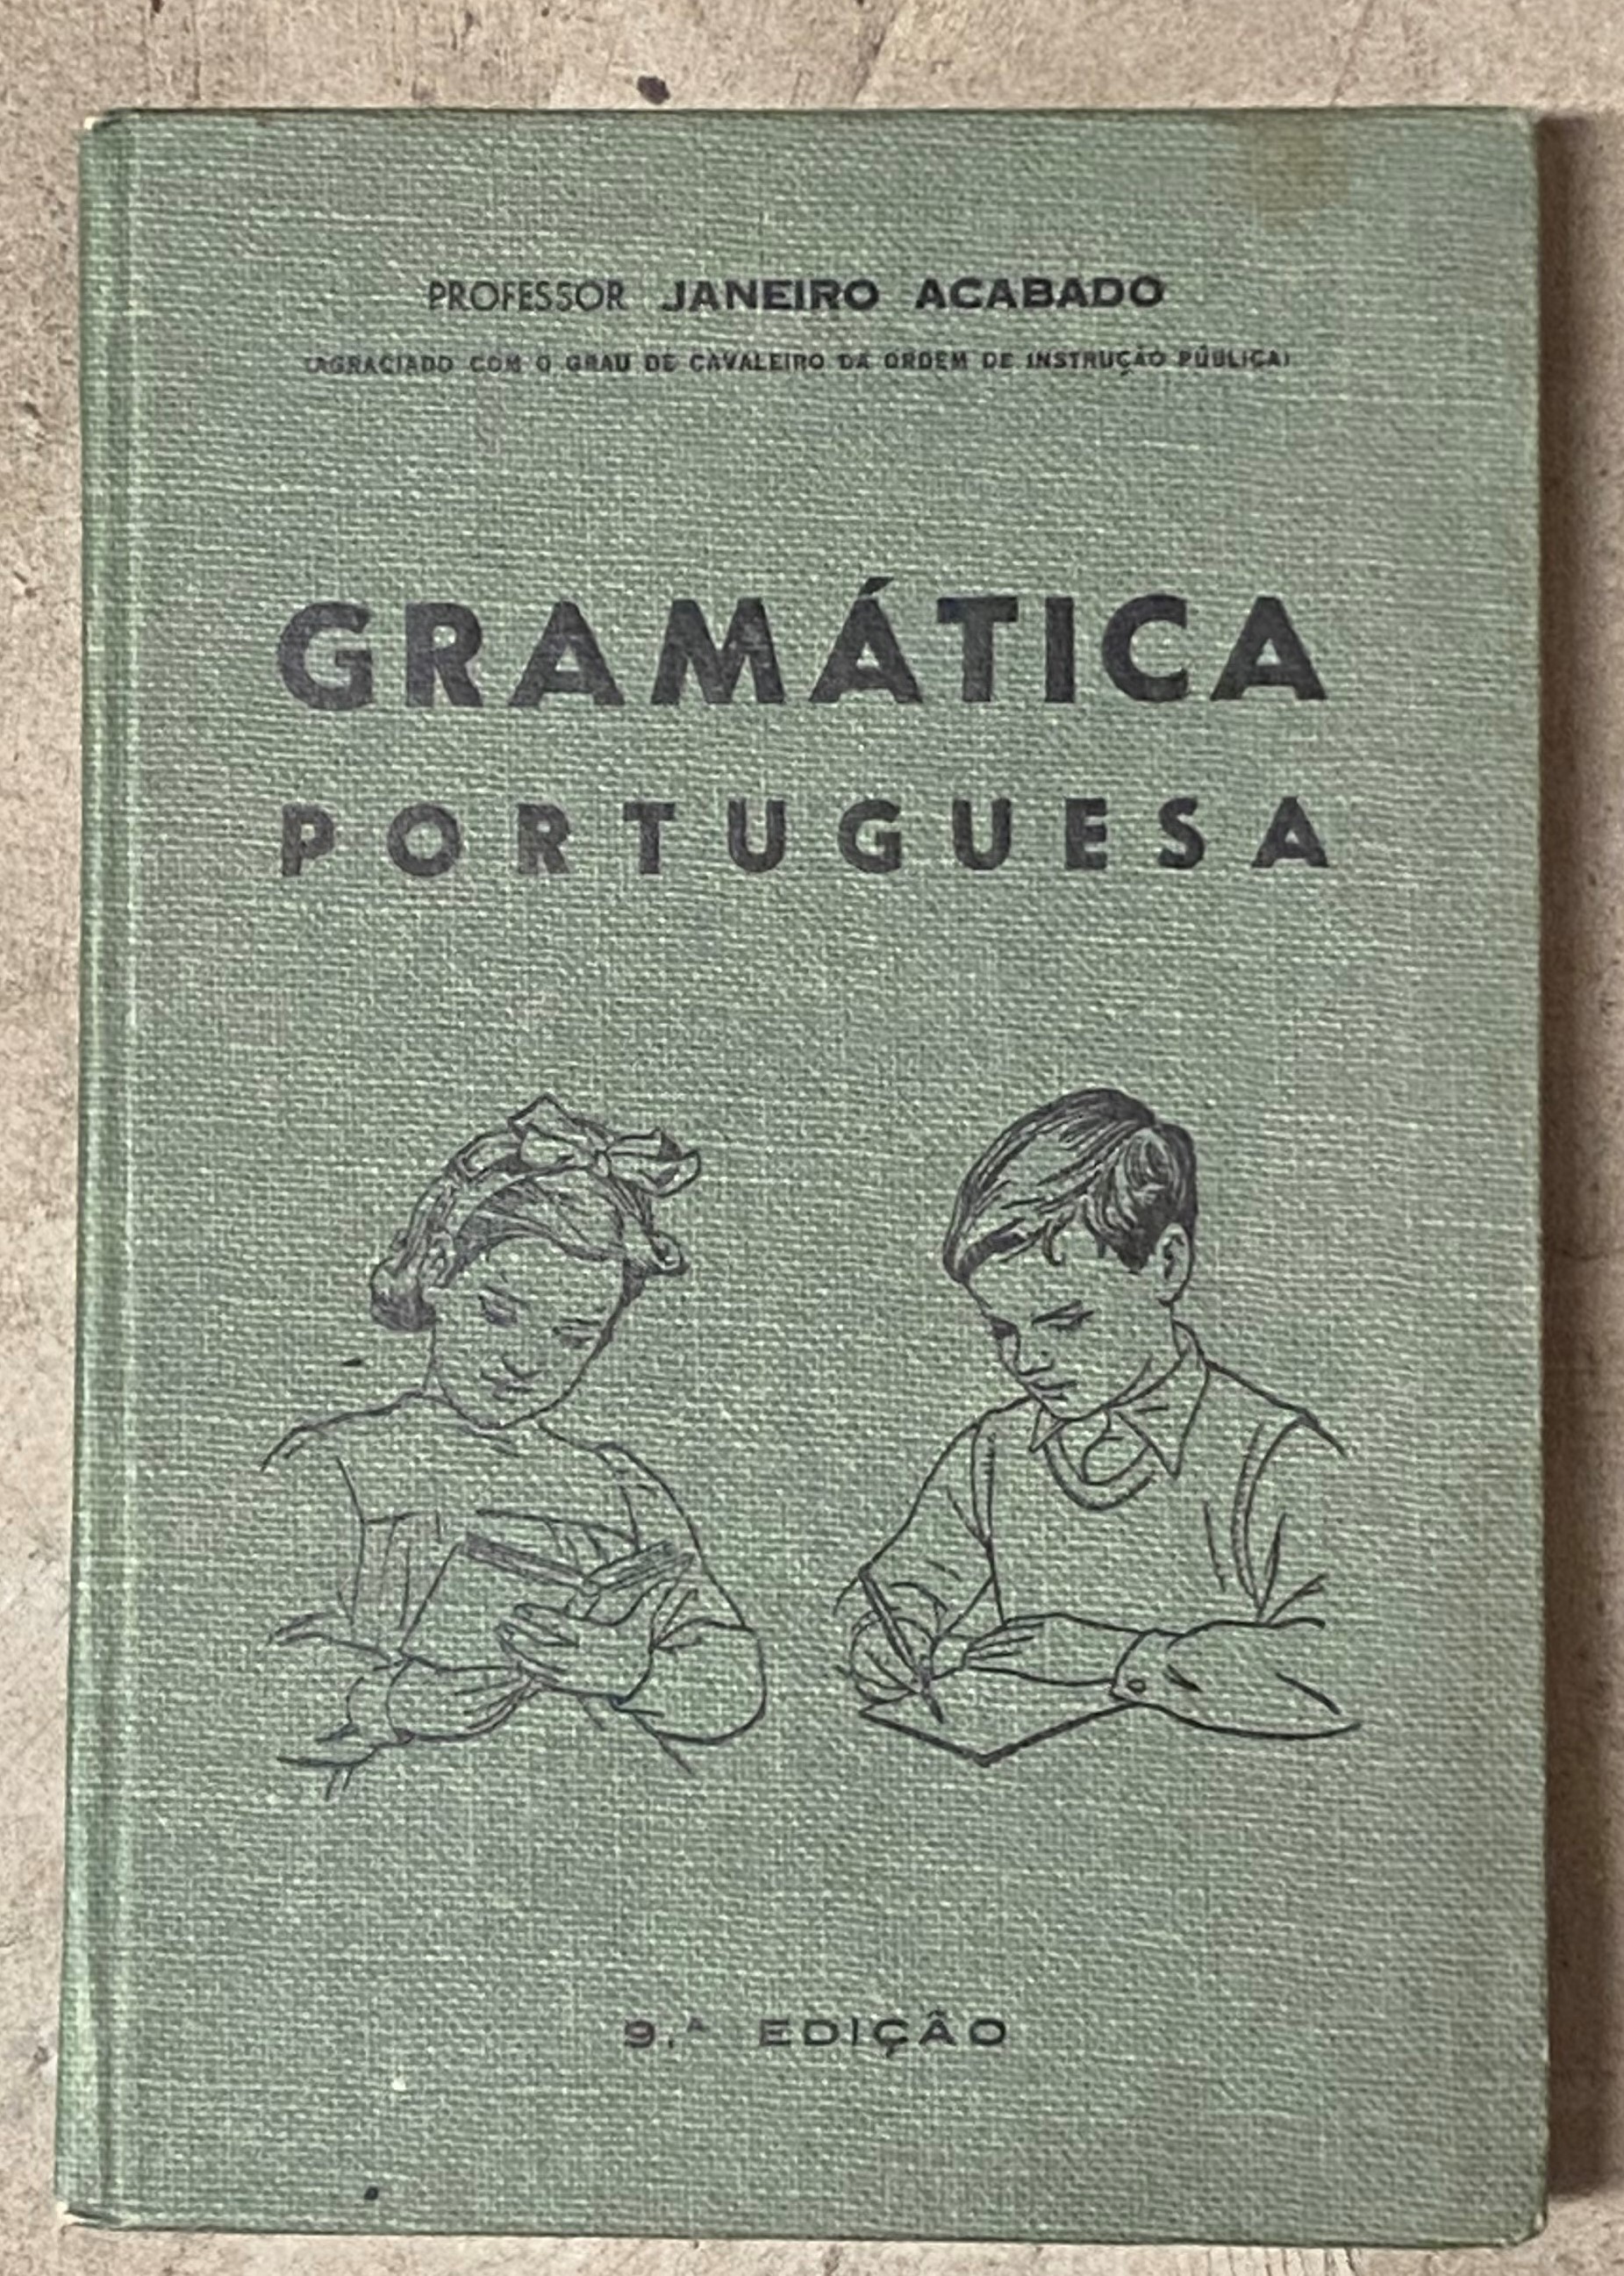 PROFESSOR JANEIRO ACABADO
(AGRACIADO COM O GRAU DE CAVALEIRO DA ORDEM DE INSTRUÇÃO PÚBLICA)
GRAMÁTICA
PORTUGUESA
9.ᴬ EDIÇÃO